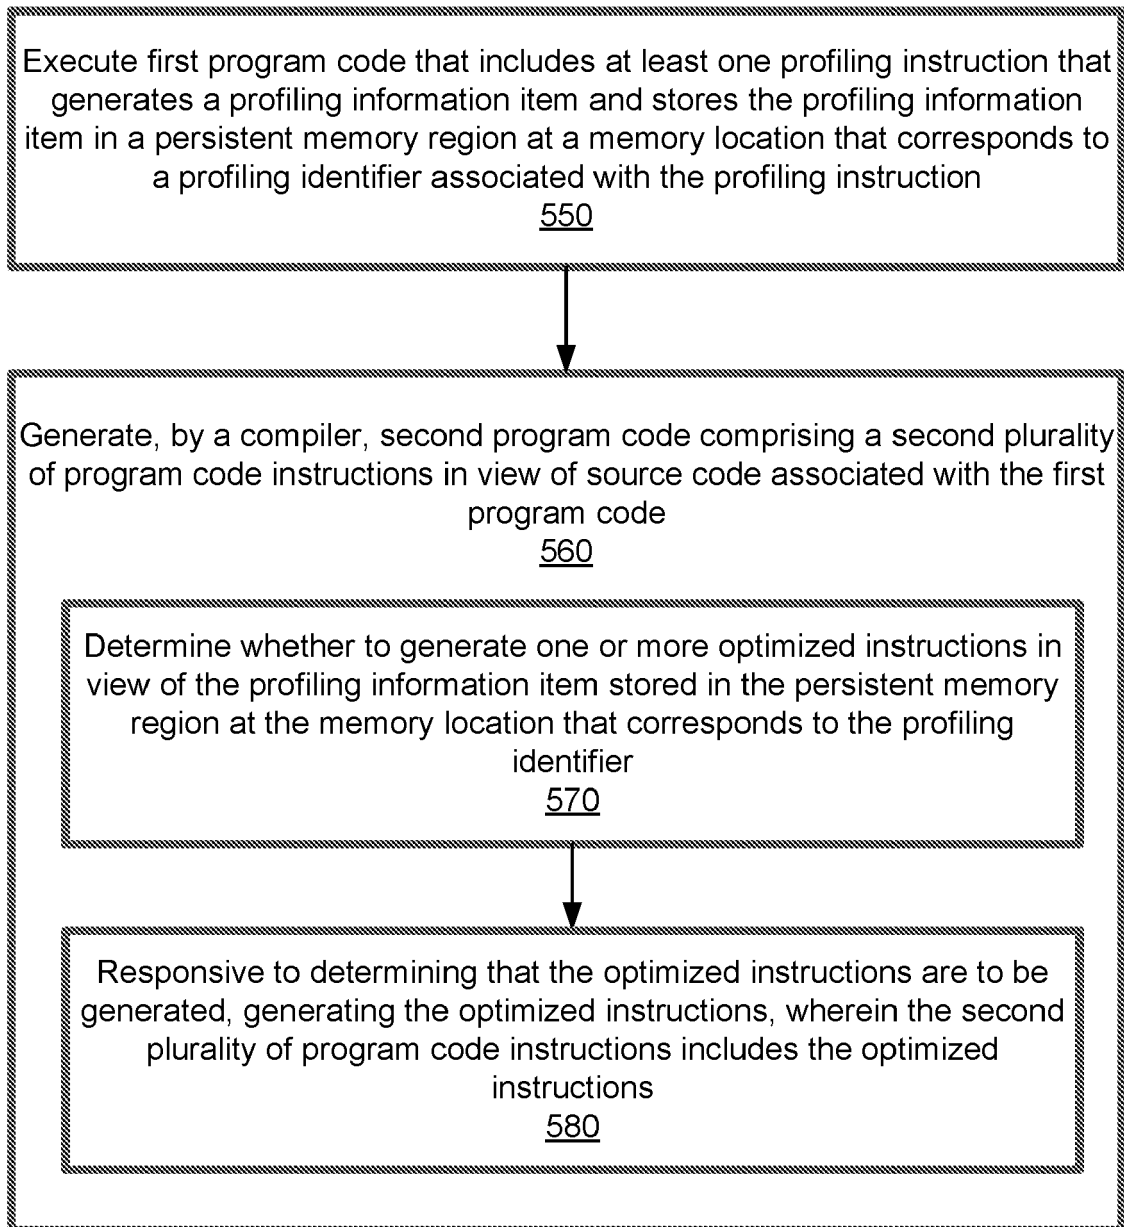 Execute first program code that includes at least one profiling instruction that
generates a profiling information item and stores the profiling information
item in a persistent memory region at a memory location that corresponds to
a profiling identifier associated with the profiling instruction
550
Generate, by a compiler, second program code comprising a second plurality
of program code instructions in view of source code associated with the first
program code
560
Determine whether to generate one or more optimized instructions in
view of the profiling information item stored in the persistent memory
region at the memory location that corresponds to the profiling
identifier
570
Responsive to determining that the optimized instructions are to be
generated, generating the optimized instructions, wherein the second
plurality of program code instructions includes the optimized
instructions
580